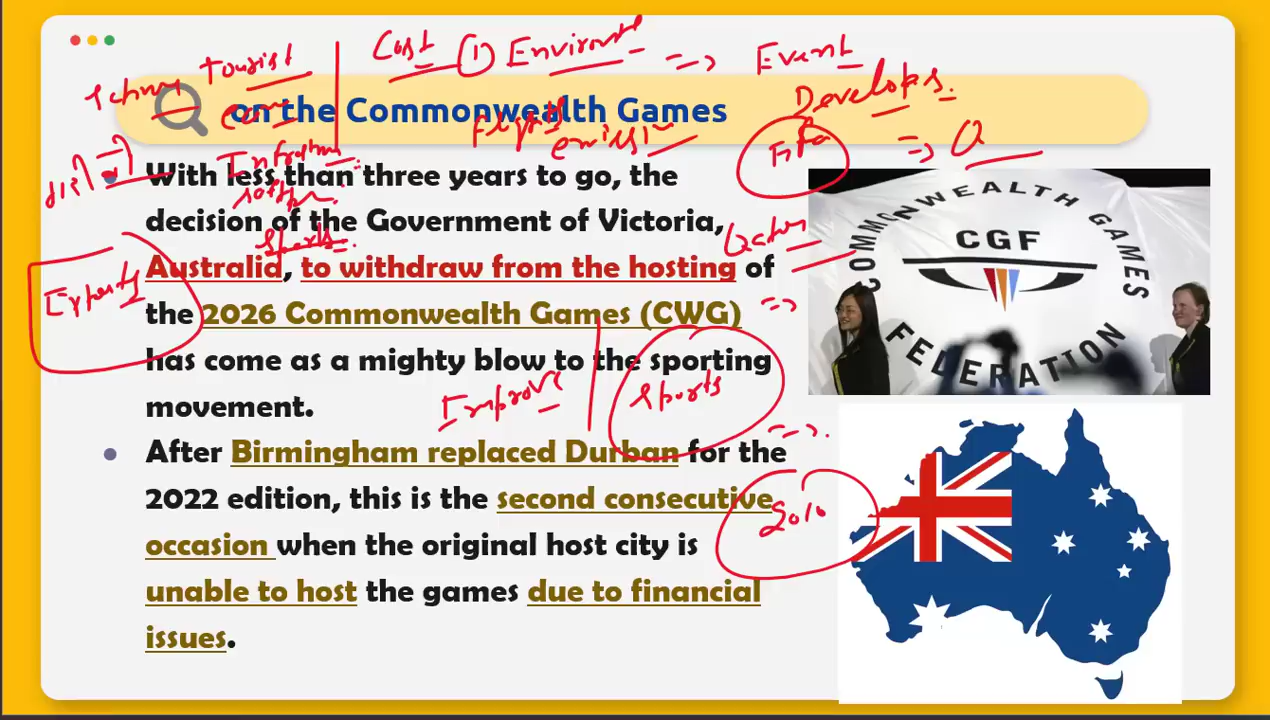 Tourist
Cost ① Environmt => Event
Develops.
on the Commonwealth Games
emission
Fifa => Q
With less than three years to go, the
decision of the Government of Victoria,
Sports
Australia, to withdraw from the hosting of
the 2026 Commonwealth Games (CWG) =>
has come as a mighty blow to the sporting
movement.
Improve
Sports
=>
After Birmingham replaced Durban for the
2022 edition, this is the second consecutive
2010
occasion when the original host city is
unable to host the games due to financial
issues.
COMMONWEALTH GAMES
CGF
FEDERATION